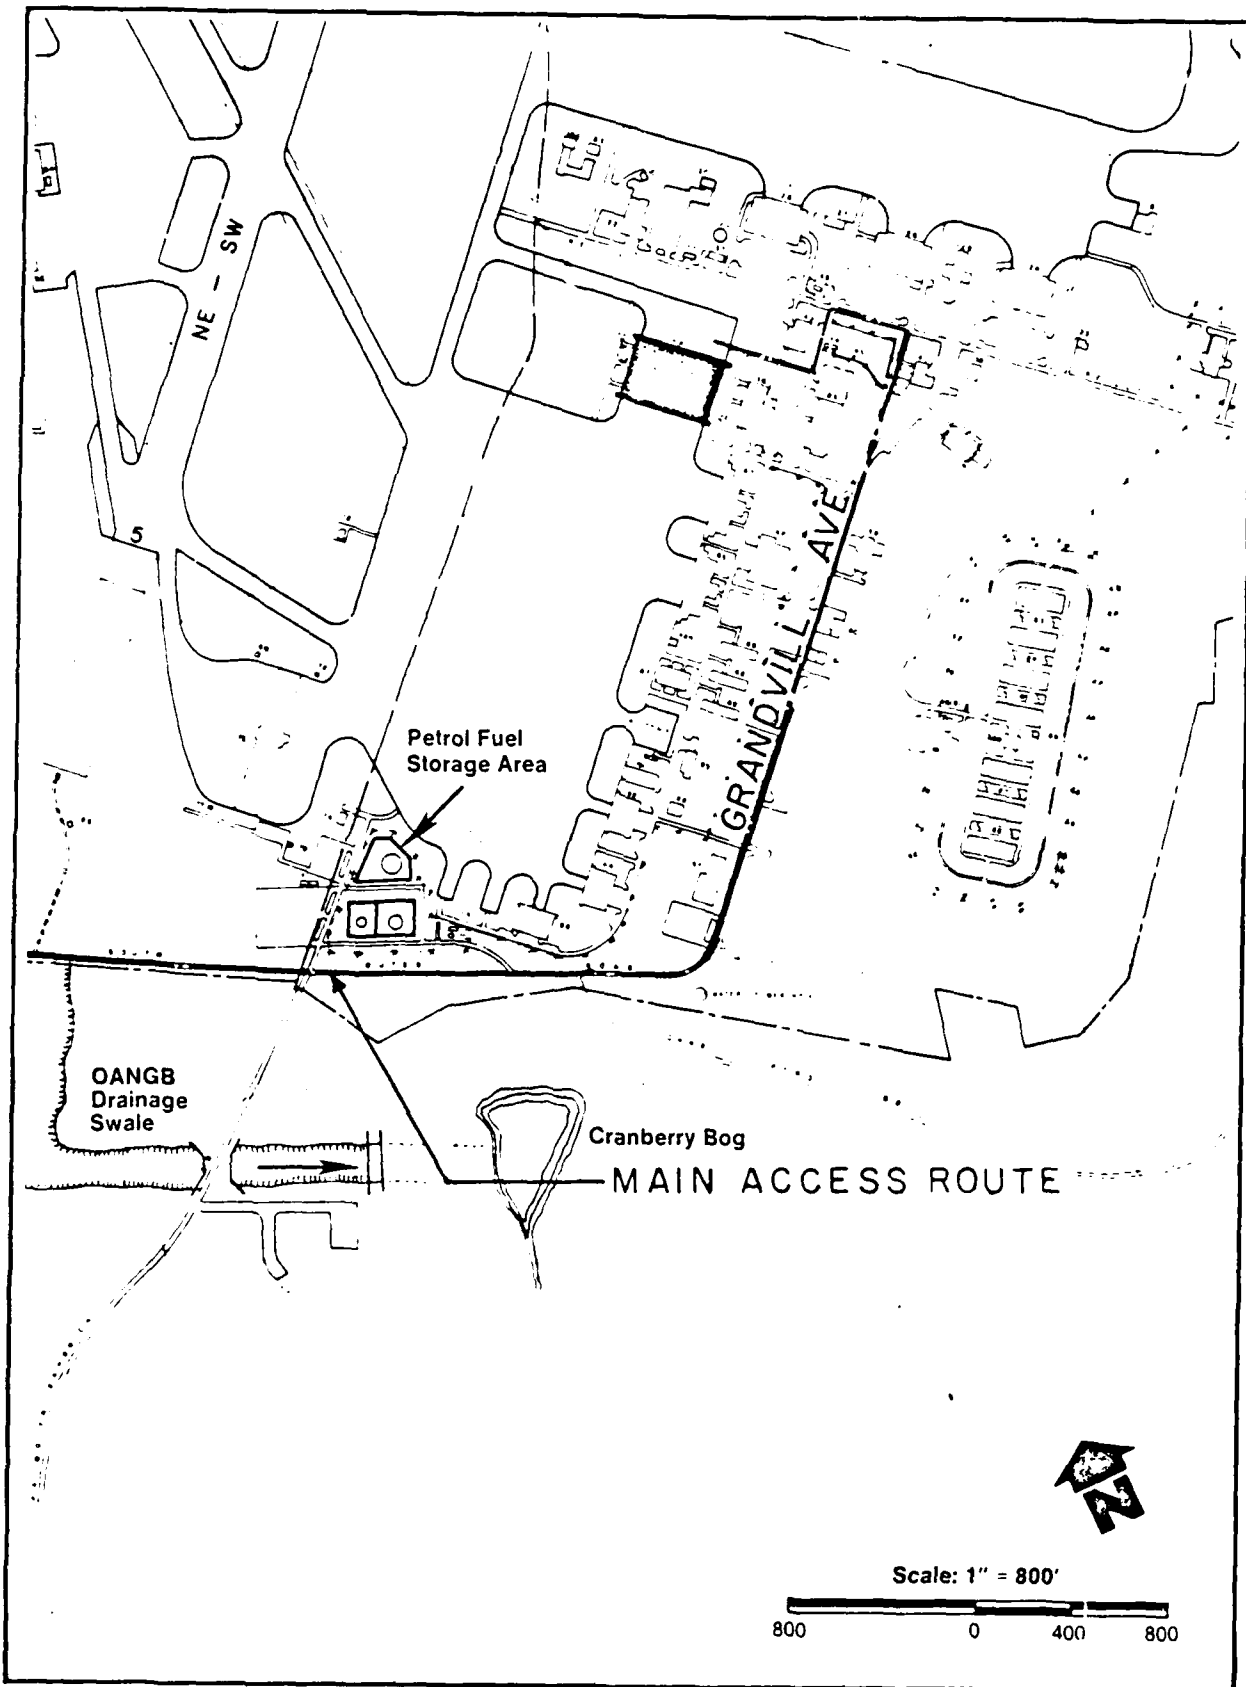 NE - SW
5
GRANDVILL AVE
Petrol Fuel
Storage Area
OANGB
Drainage
Swale
Cranberry Bog
MAIN ACCESS ROUTE
N
Scale: 1" = 800'
800 0 400 800